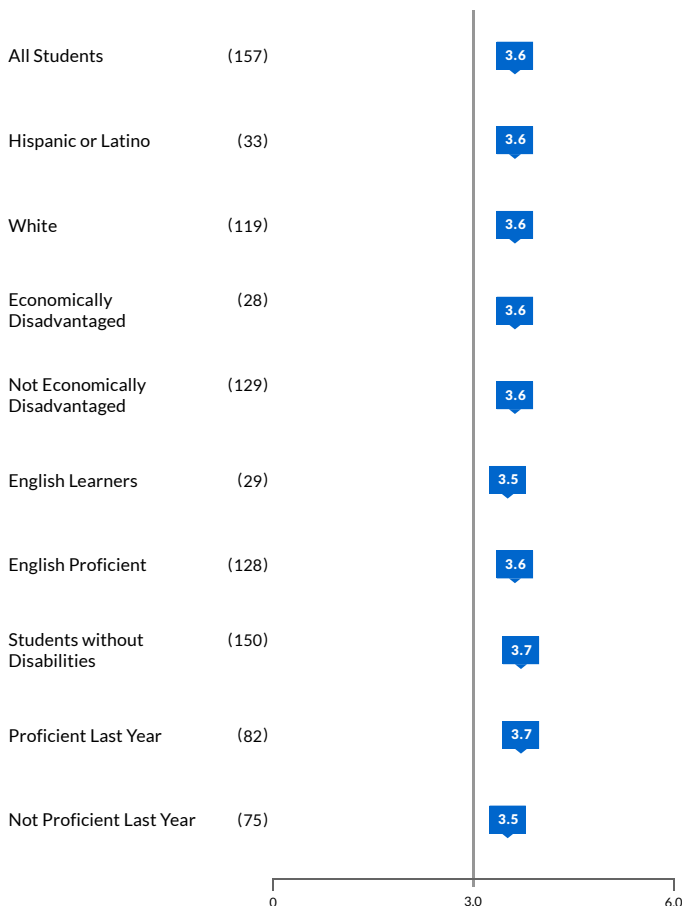 All Students (157) 3.6
Hispanic or Latino (33) 3.6
White (119) 3.6
Economically
Disadvantaged (28) 3.6
Not Economically
Disadvantaged (129) 3.6
English Learners (29) 3.5
English Proficient (128) 3.6
Students without
Disabilities (150) 3.7
Proficient Last Year (82) 3.7
Not Proficient Last Year (75) 3.5
0 3.0 6.0